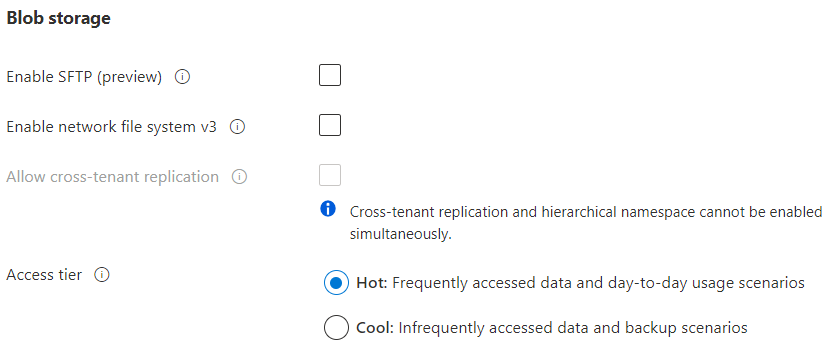 Blob storage
Enable SFTP (preview)
Enable network file system v3
Allow cross-tenant replication
Cross-tenant replication and hierarchical namespace cannot be enabled
simultaneously.
Access tier
Hot: Frequently accessed data and day-to-day usage scenarios
Cool: Infrequently accessed data and backup scenarios